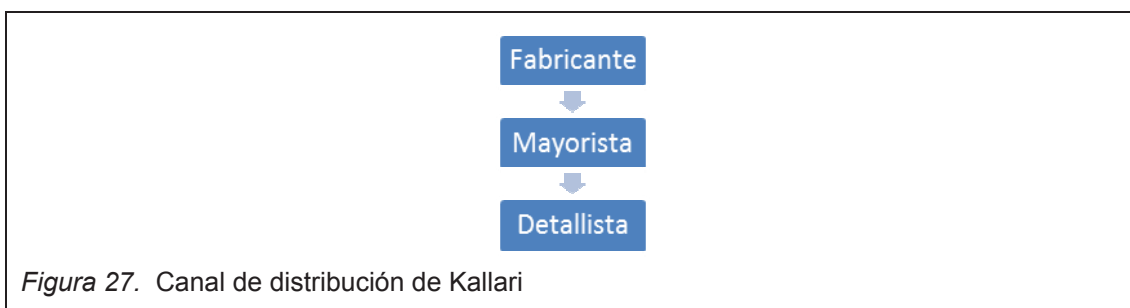 Fabricante
Mayorista
Detallista
Figura 27. Canal de distribución de Kallari